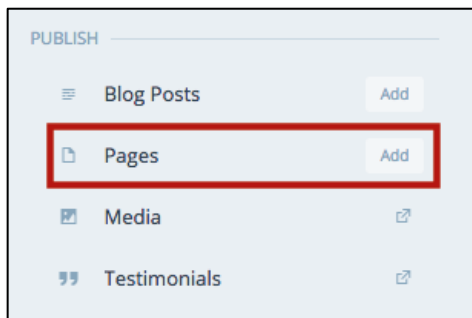 PUBLISH
Blog Posts Add
Pages Add
Media
Testimonials